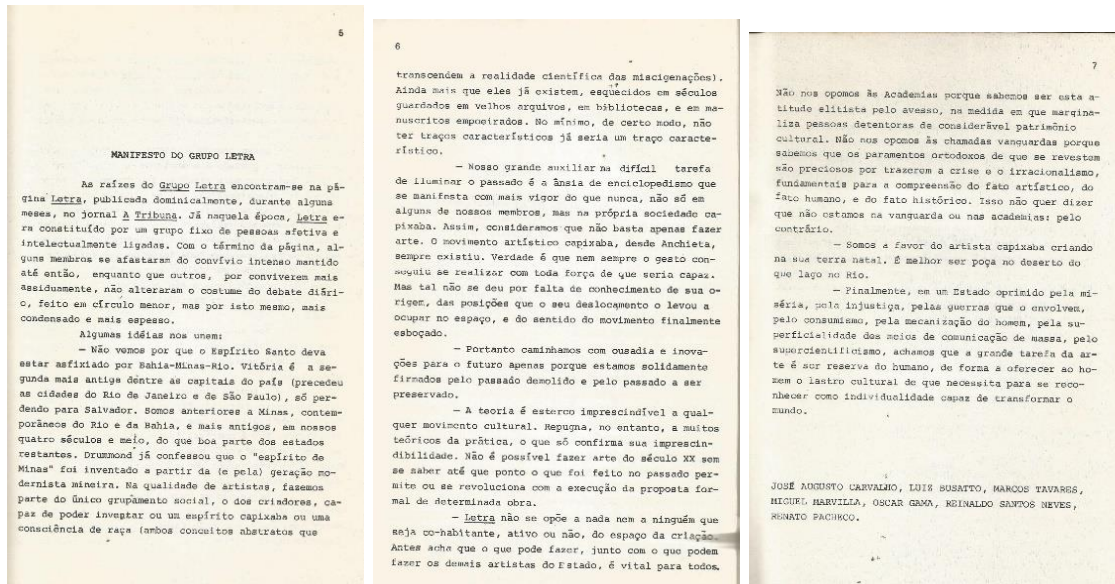 5
MANIFESTO DO GRUPO LETRA
As raízes do Grupo Letra encontram-se na pá-
gina Letra, publicada dominicalmente, durante alguns
meses, no jornal A Tribuna. Já naquela época, Letra e-
ra constituído por um grupo fixo de pessoas afetiva e
intelectualmente ligadas. Com o término da página, al-
guns membros se afastaram do convívio intenso mantido
até então, enquanto que outros, por conviverem mais
assiduamente, não alteraram o costume do debate diári-
o, feito em círculo menor, mas por isto mesmo, mais
condensado e mais espesso.
Algumas idéias nos unem:
— Não vemos por que o Espírito Santo deva
estar asfixiado por Bahia-Minas-Rio. Vitória é a se-
gunda mais antiga dentre as capitais do país (precedeu
as cidades do Rio de Janeiro e de São Paulo), só per-
dendo para Salvador. Somos anteriores a Minas, contem-
porâneos do Rio e da Bahia, e mais antigos, em nossos
quatro séculos e meio, do que boa parte dos estados
restantes. Drummond já confessou que o "espírito de
Minas" foi inventado a partir da (e pela) geração mo-
dernista mineira. Na qualidade de artistas, fazemos
parte do único grupamento social, o dos criadores, ca-
paz de poder inventar ou um espírito capixaba ou uma
consciência de raça (ambos conceitos abstratos que
6
transcendem a realidade científica das miscigenações).
Ainda mais que eles já existem, esquecidos em séculos
guardados em velhos arquivos, em bibliotecas, e em ma-
nuscritos empoeirados. No mínimo, de certo modo, não
ter traços característicos já seria um traço caracte-
rístico.
— Nosso grande auxiliar na difícil tarefa
de iluminar o passado é a ânsia de enciclopedismo que
se manifesta com mais vigor do que nunca, não só em
alguns de nossos membros, mas na própria sociedade ca-
pixaba. Assim, consideramos que não basta apenas fazer
arte. O movimento artístico capixaba, desde Anchieta,
sempre existiu. Verdade é que nem sempre o gesto con-
seguiu se realizar com toda força de que seria capaz.
Mas tal não se deu por falta de conhecimento de sua o-
rigem, das posições que o seu deslocamento o levou a
ocupar no espaço, e do sentido do movimento finalmente
esboçado.
— Portanto caminhamos com ousadia e inova-
ções para o futuro apenas porque estamos solidamente
firmados pelo passado demolido e pelo passado a ser
preservado.
— A teoria é esterco imprescindível a qual-
quer movimento cultural. Repugna, no entanto, a muitos
teóricos da prática, o que só confirma sua imprescin-
dibilidade. Não é possível fazer arte do século XX sem
se saber até que ponto o que foi feito no passado per-
mite ou se revoluciona com a execução da proposta for-
mal de determinada obra.
— Letra não se opõe a nada nem a ninguém que
seja co-habitante, ativo ou não, do espaço da criação.
Antes acha que o que pode fazer, junto com o que podem
fazer os demais artistas do Estado, é vital para todos.
7
Não nos opomos às Academias porque sabemos ser esta a-
titude elitista pelo avesso, na medida em que margina-
liza pessoas detentoras de considerável patrimônio
cultural. Não nos opomos às chamadas vanguardas porque
sabemos que os paramentos ortodoxos de que se revestem
são preciosos por trazerem a crise e o irracionalismo,
fundamentais para a compreensão do fato artístico, do
fato humano, e do fato histórico. Isso não quer dizer
que não estamos na vanguarda ou nas academias: pelo
contrário.
— Somos a favor do artista capixaba criando
na sua terra natal. É melhor ser poça no deserto do
que lago no Rio.
— Finalmente, em um Estado oprimido pela mi-
séria, pela injustiça, pelas guerras que o envolvem,
pelo consumismo, pela mecanização do homem, pela su-
perficialidade dos meios de comunicação de massa, pelo
supercientificismo, achamos que a grande tarefa da ar-
te é ser reserva do humano, de forma a oferecer ao ho-
mem o lastro cultural de que necessita para se reco-
nhecer como individualidade capaz de transformar o
mundo.
JOSÉ AUGUSTO CARVALHO, LUIZ BUSATTO, MARCOS TAVARES,
MIGUEL MARVILLA, OSCAR GAMA, REINALDO SANTOS NEVES,
RENATO PACHECO.